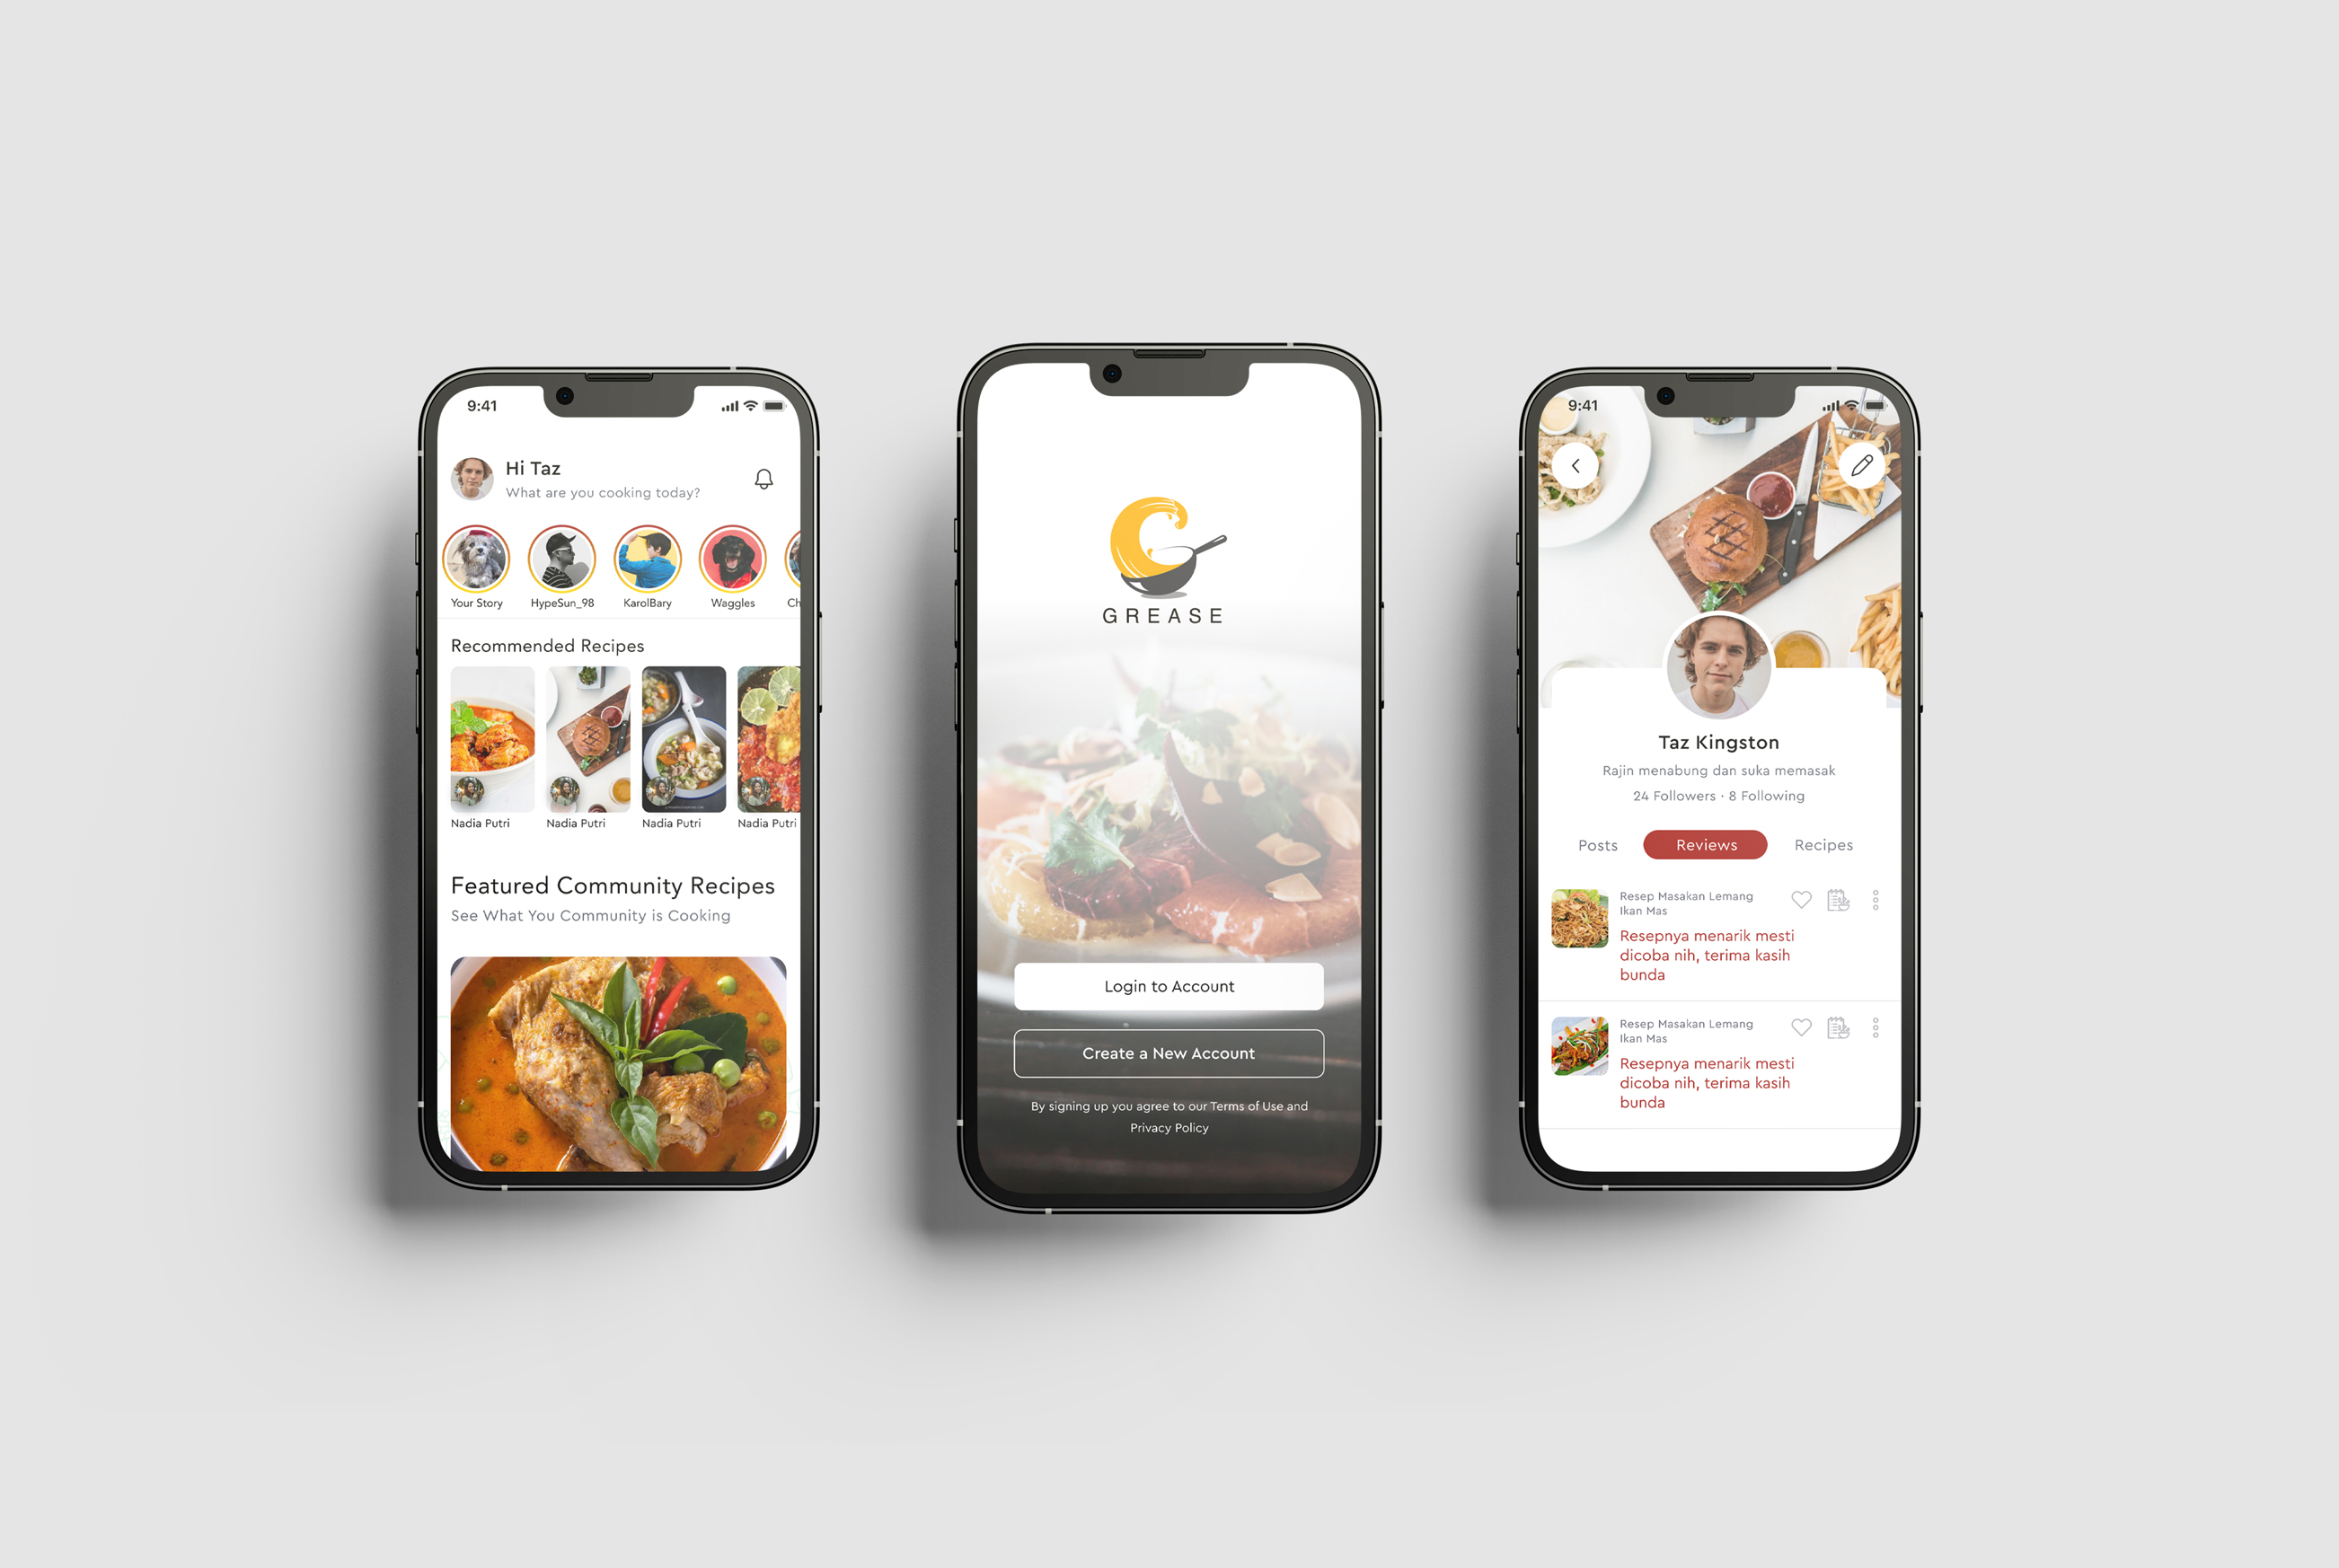 9:41
Hi Taz
What are you cooking today?
Your Story
HypeSun_98
KarolBary
Waggles
Ch
Recommended Recipes
Nadia Putri
Nadia Putri
Nadia Putri
Nadia Putri
Featured Community Recipes
See What You Community is Cooking
GREASE
Login to Account
Create a New Account
By signing up you agree to our Terms of Use and
Privacy Policy
9:41
Taz Kingston
Rajin menabung dan suka memasak
24 Followers · 8 Following
Posts
Reviews
Recipes
Resep Masakan Lemang
Ikan Mas
Resepnya menarik mesti
dicoba nih, terima kasih
bunda
Resep Masakan Lemang
Ikan Mas
Resepnya menarik mesti
dicoba nih, terima kasih
bunda